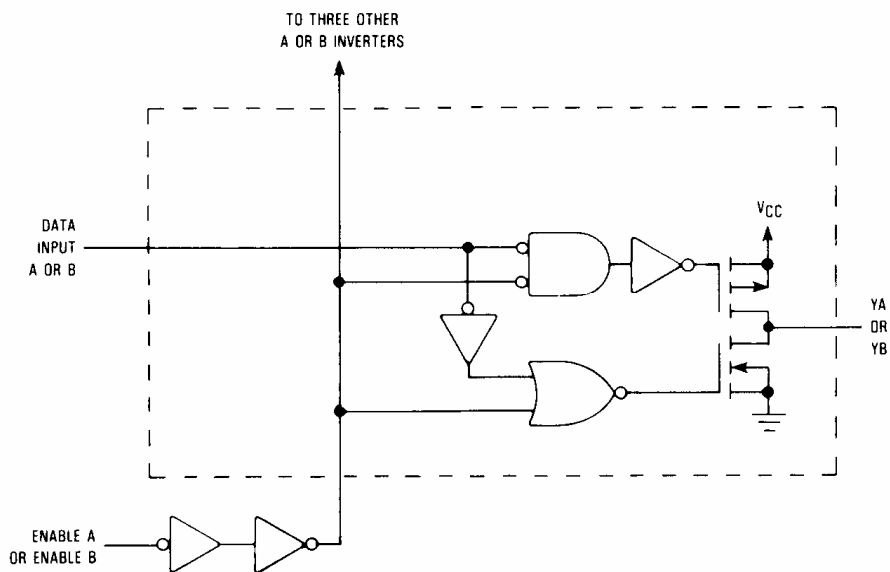 TO THREE OTHER
A OR B INVERTERS
DATA
INPUT
A OR B
VCC
YA
OR
YB
ENABLE A
OR ENABLE B